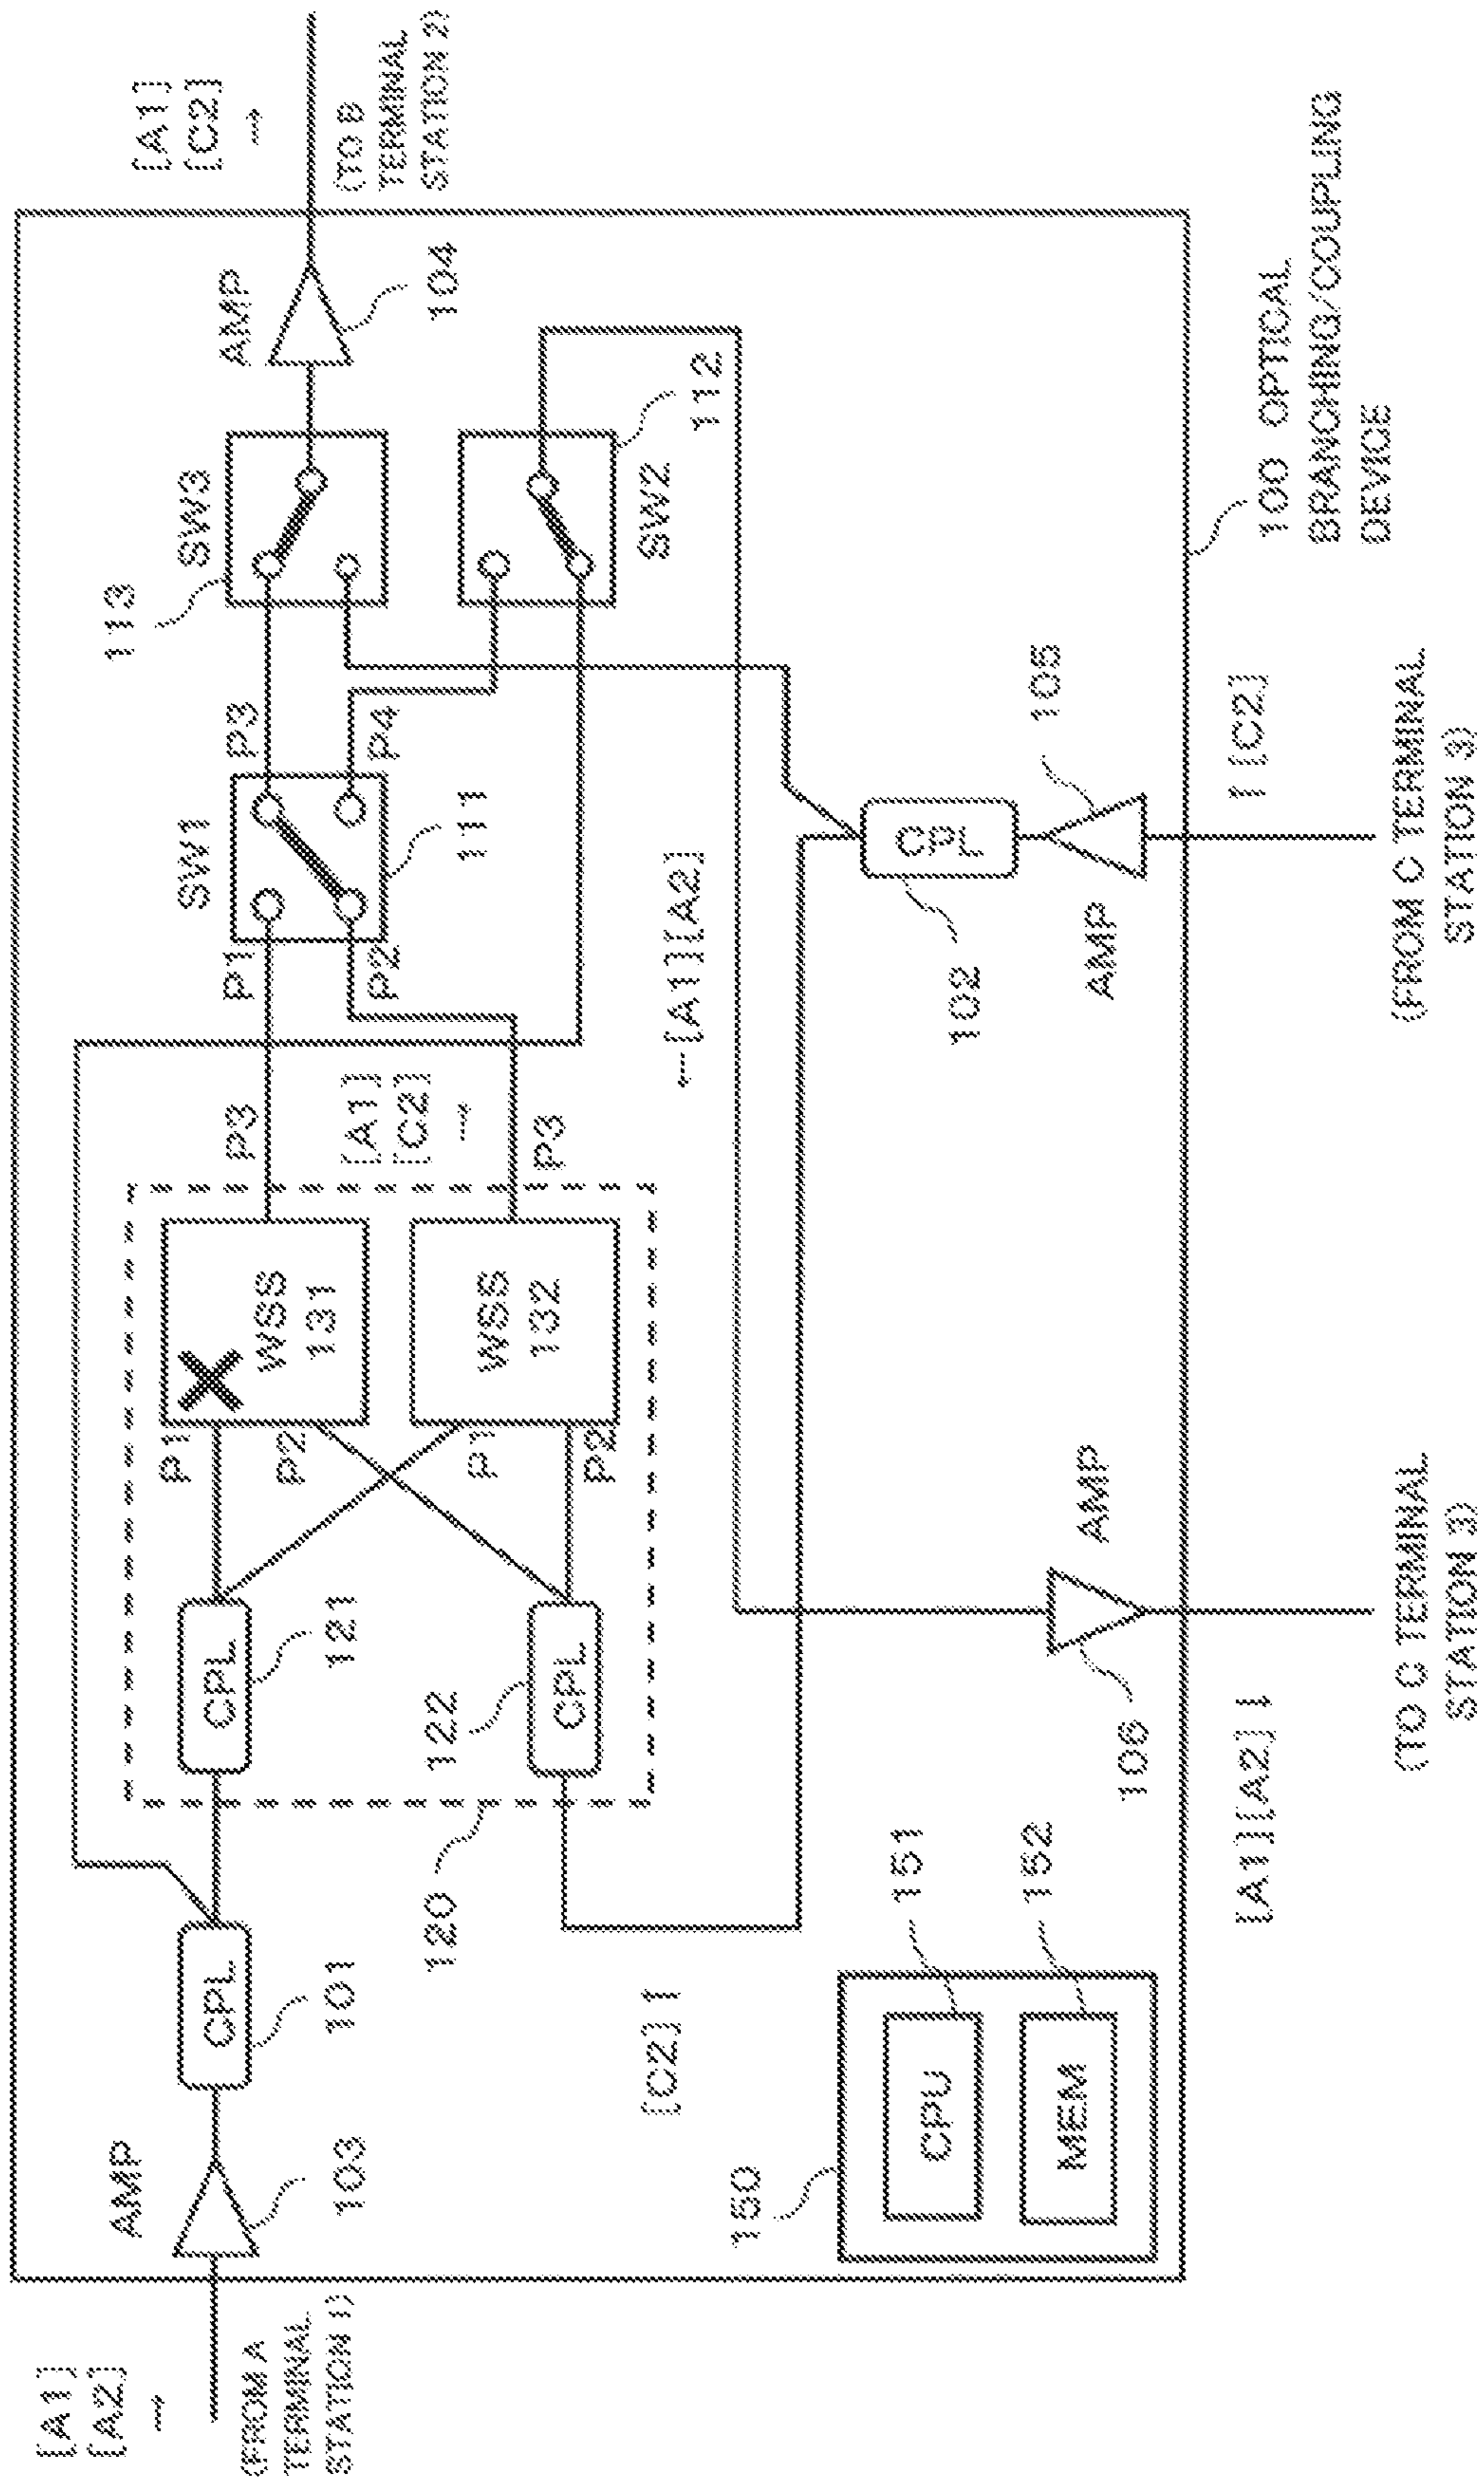 [A1]
[A2]
→
(FROM A
TERMINAL
STATION 1)
AMP
103
CPL
101
CPL
121
CPL
122
120
P1
P2
WSS
131
P1
P2
WSS
132
P3
P3
[A1]
[C2]
→
P1
P2
SW1
111
P3
P4
SW3
113
SW2
112
AMP
104
[A1]
[C2]
→
(TO B
TERMINAL
STATION 2)
←[A1][A2]
[C2]↑
150
CPU
151
MEM
152
AMP
106
[A1][A2]↓
(TO C TERMINAL
STATION 3)
CPL
102
AMP
105
↑[C2]
(FROM C TERMINAL
STATION 3)
100 OPTICAL
BRANCHING/COUPLING
DEVICE